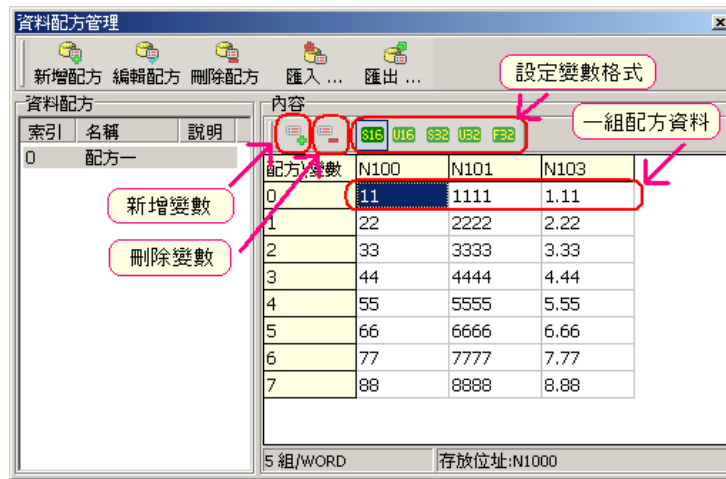 資料配方管理
新增配方 編輯配方 刪除配方 匯入 ... 匯出 ...
設定變數格式
資料配方
內容
一組配方資料
索引 名稱 說明
S16 U16 S32 U32 F32
0 配方一
配方\變數 N100 N101 N103
新增變數
刪除變數
0 11 1111 1.11
1 22 2222 2.22
2 33 3333 3.33
3 44 4444 4.44
4 55 5555 5.55
5 66 6666 6.66
6 77 7777 7.77
7 88 8888 8.88
5 組/WORD 存放位址:N1000